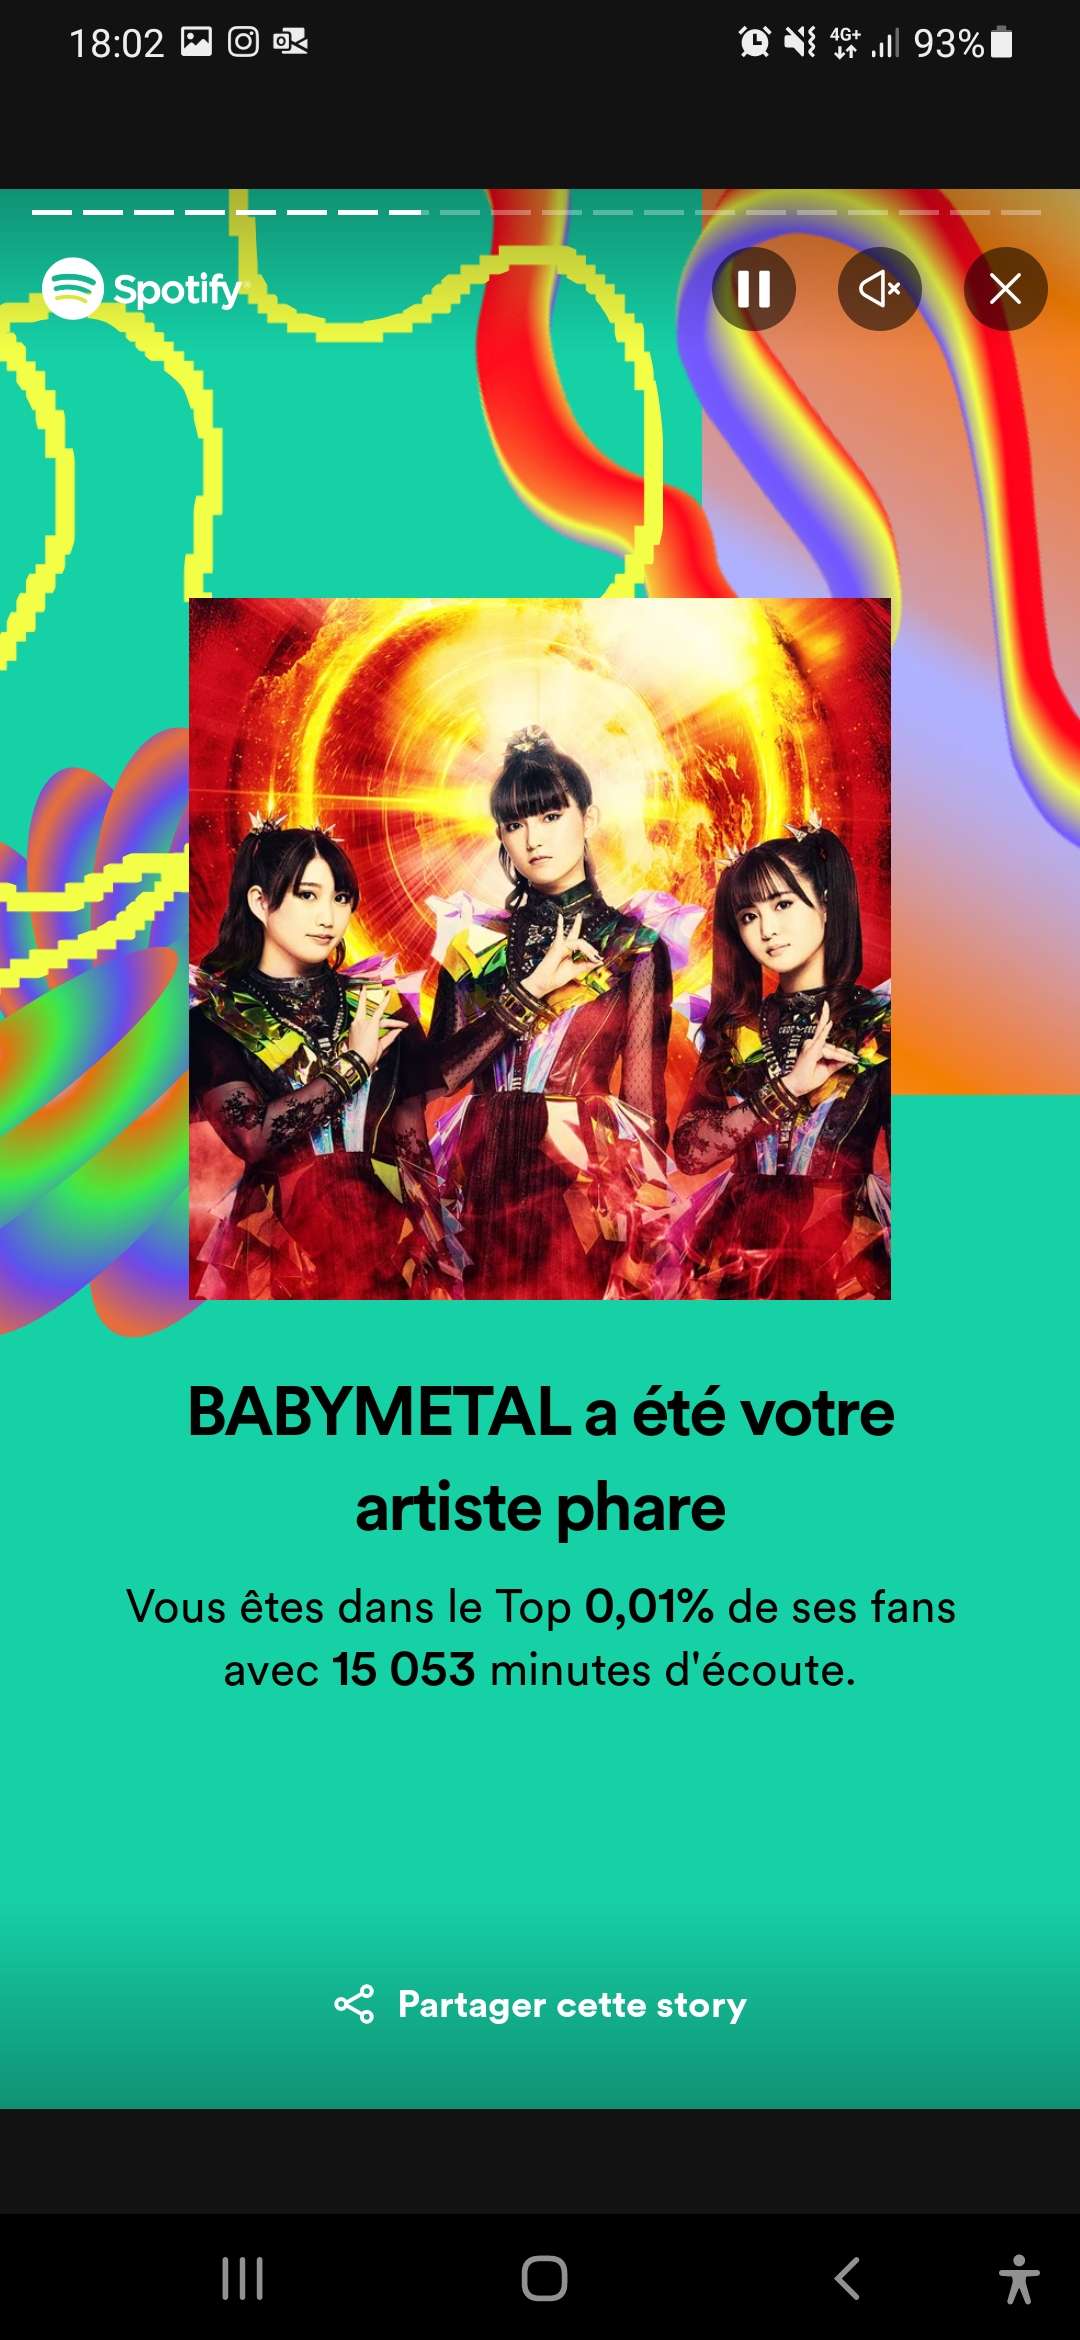 18:02
4G+
93%
Spotify
BABYMETAL a été votre
artiste phare
Vous êtes dans le Top 0,01% de ses fans
avec 15 053 minutes d'écoute.
Partager cette story